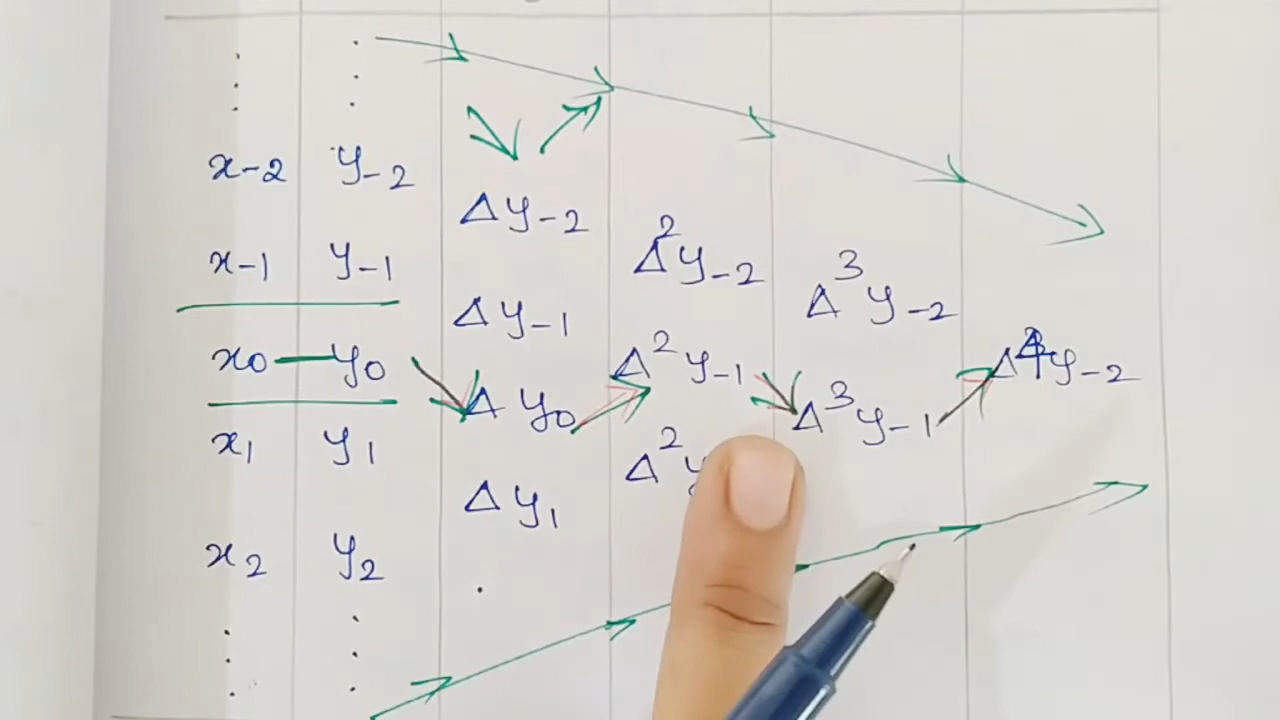 x-2 y-2
Δy-2
x-1 y-1 Δ²y-2
Δy-1 Δ³y-2
x0 — y0 Δ²y-1 Δ⁴y-2
Δy0 Δ³y-1
x1 y1 Δ²y
Δy1
x2 y2